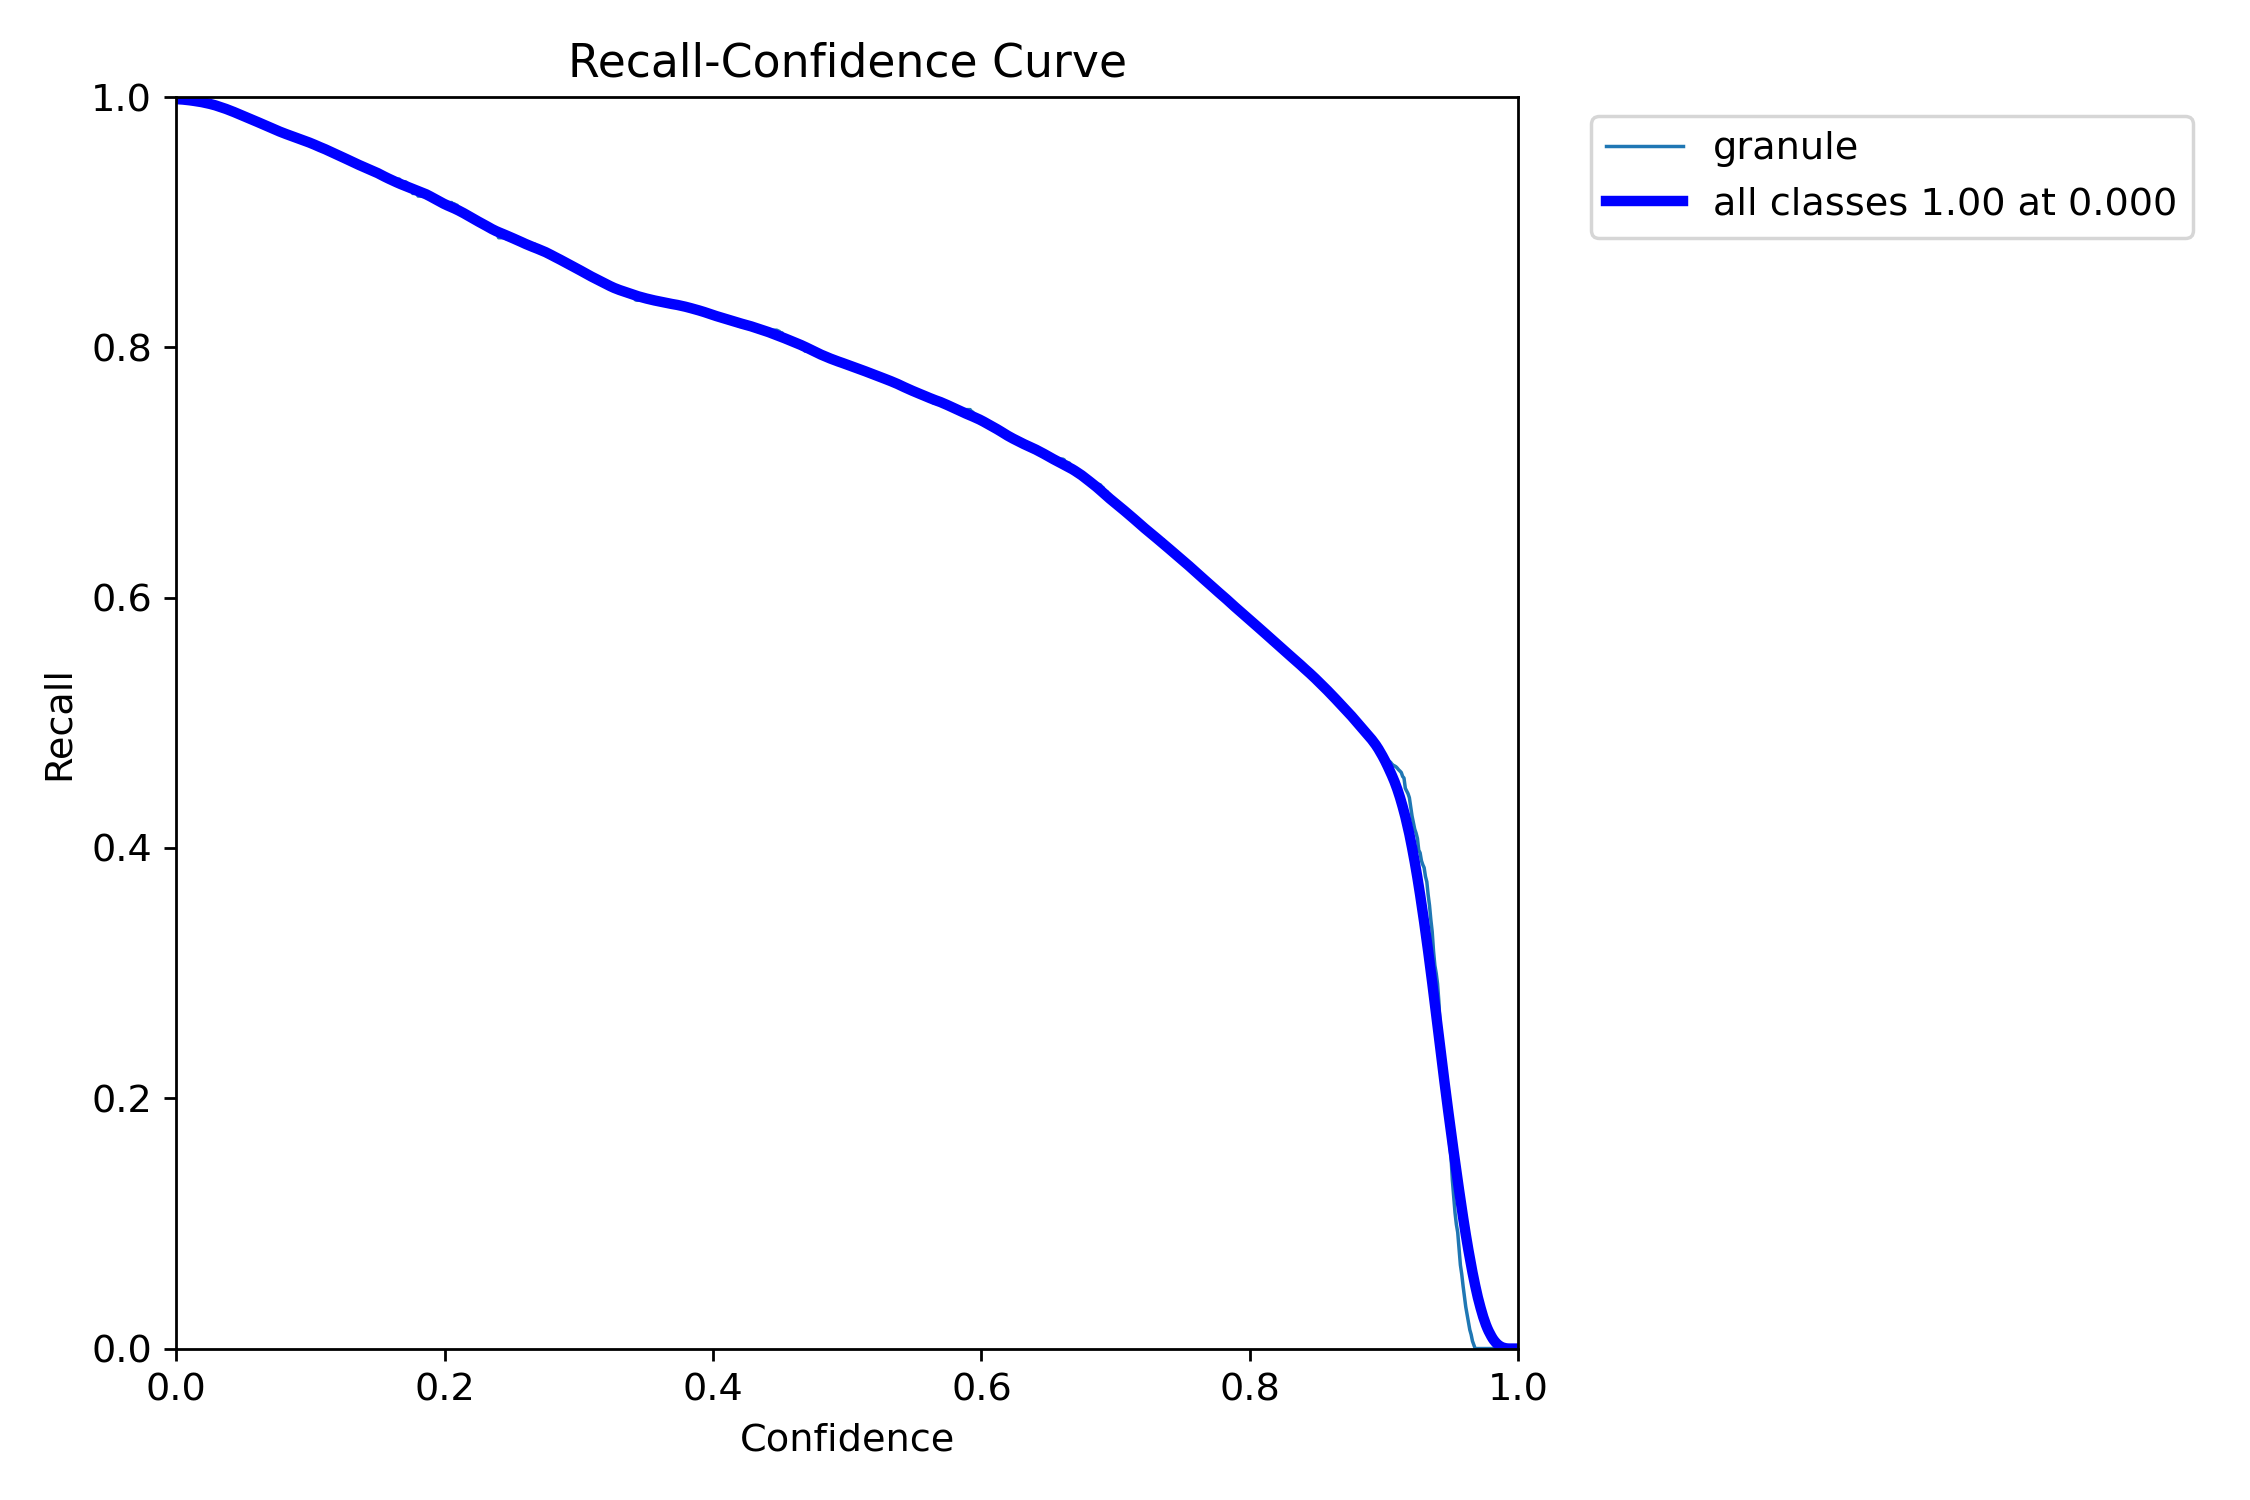 Recall-Confidence Curve
granule
all classes 1.00 at 0.000
1.0
0.8
0.6
0.4
0.2
0.0
Recall
0.0 0.2 0.4 0.6 0.8 1.0
Confidence